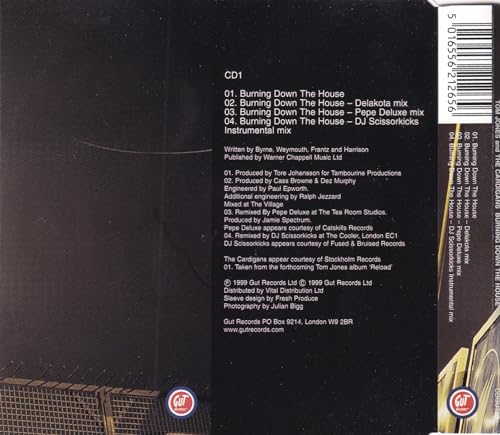 CD1
01. Burning Down The House
02. Burning Down The House – Delakota mix
03. Burning Down The House – Pepe Deluxe mix
04. Burning Down The House – DJ Scissorkicks
Instrumental mix
Written by Byrne, Weymouth, Frantz and Harrison
Published by Warner Chappell Music Ltd
01. Produced by Tore Johansson for Tambourine Productions
02. Produced by Cass Browne & Dez Murphy
Engineered by Paul Epworth.
Additional engineering by Ralph Jezzard
Mixed at The Village
03. Remixed By Pepe Deluxe at The Tea Room Studios.
Produced by Jamie Spectrum.
Pepe Deluxe appears courtesy of Catskills Records
04. Remixed by DJ Scissorkicks at The Cooler, London EC1
DJ Scissorkicks appears courtesy of Fused & Bruised Records
The Cardigans appear courtesy of Stockholm Records
01. Taken from the forthcoming Tom Jones album 'Reload'
℗ 1999 Gut Records Ltd © 1999 Gut Records Ltd
Distributed by Vital Distribution Ltd
Sleeve design by Fresh Produce
Photography by Julian Bigg
Gut Records PO Box 9214, London W9 2BR
www.gutrecords.com
GUT
5 016556 212656
TOM JONES and THE CARDIGANS BURNING DOWN THE HOUSE
01. Burning Down The House
02. Burning Down The House – Delakota mix
03. Burning Down The House – Pepe Deluxe mix
04. Burning Down The House – DJ Scissorkicks Instrumental mix
GUT